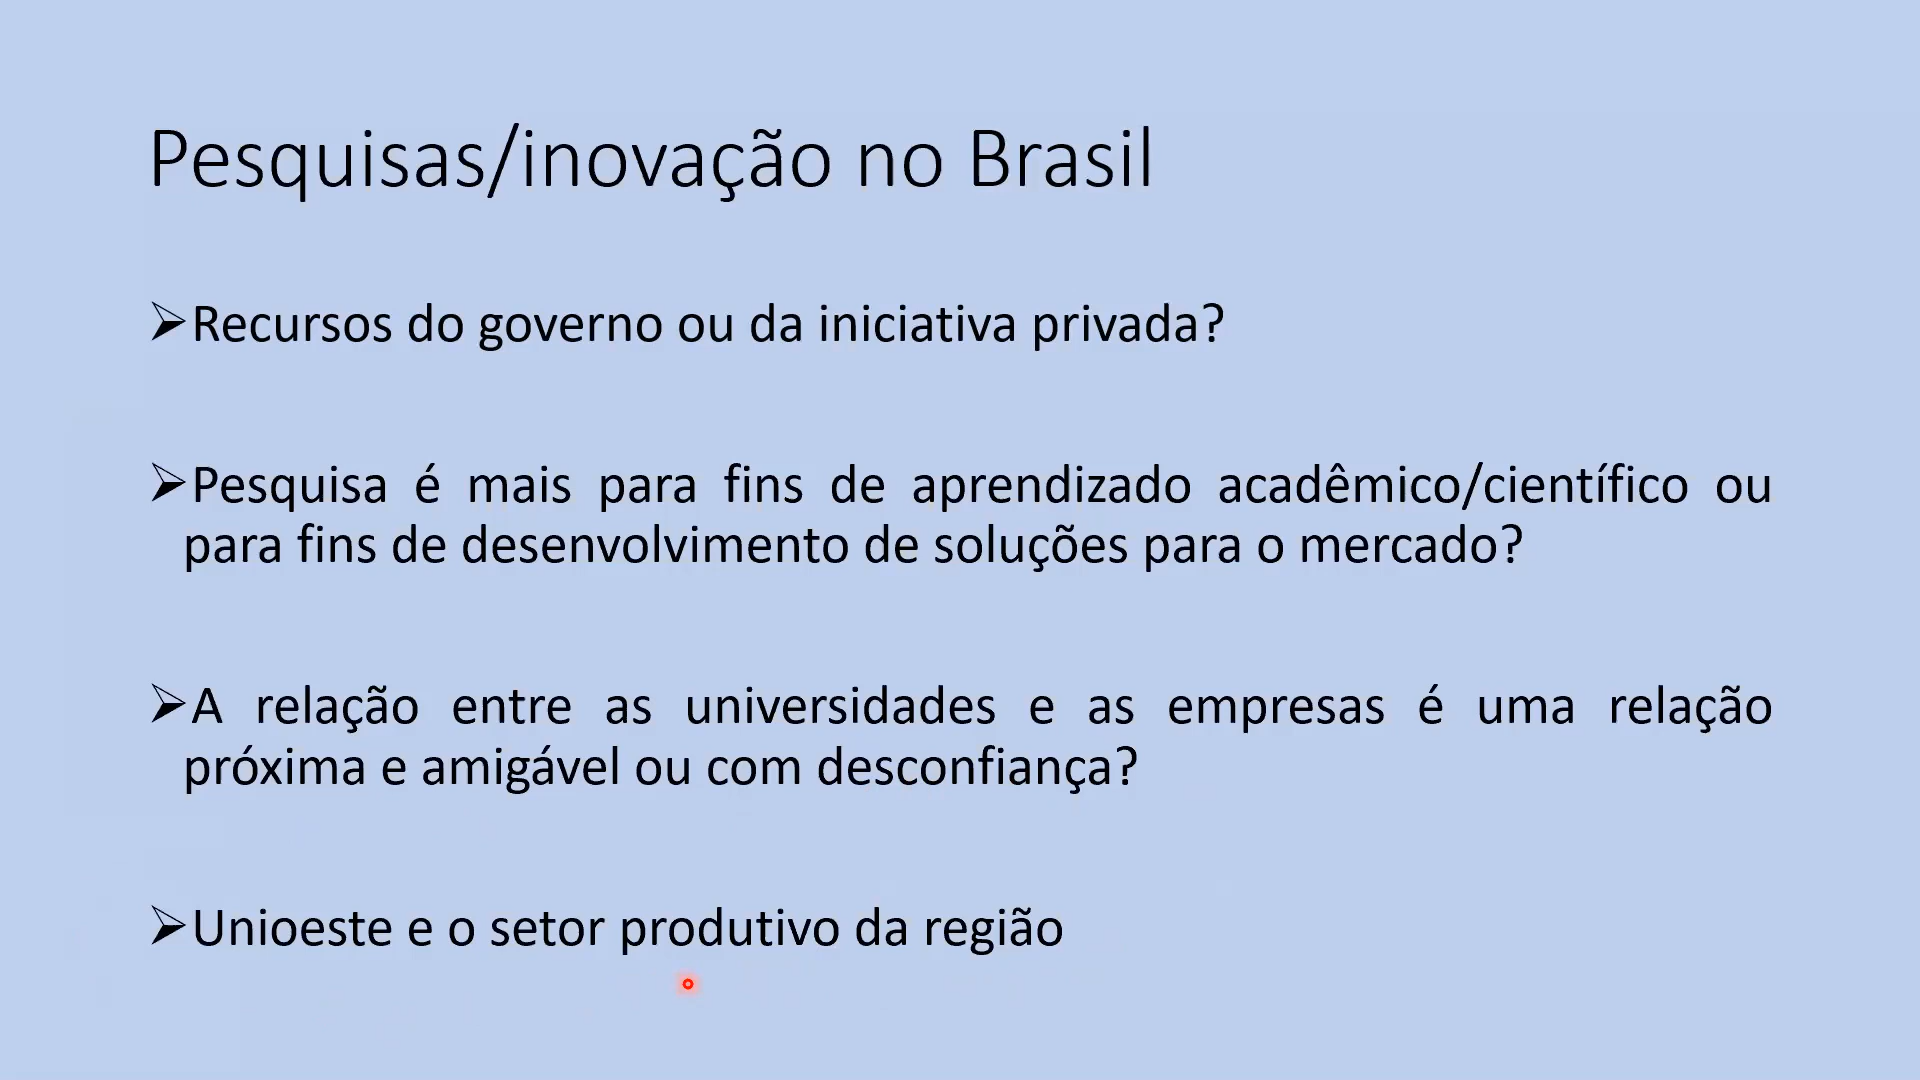 Pesquisas/inovação no Brasil
➢Recursos do governo ou da iniciativa privada?
➢Pesquisa é mais para fins de aprendizado acadêmico/científico ou
para fins de desenvolvimento de soluções para o mercado?
➢A relação entre as universidades e as empresas é uma relação
próxima e amigável ou com desconfiança?
➢Unioeste e o setor produtivo da região